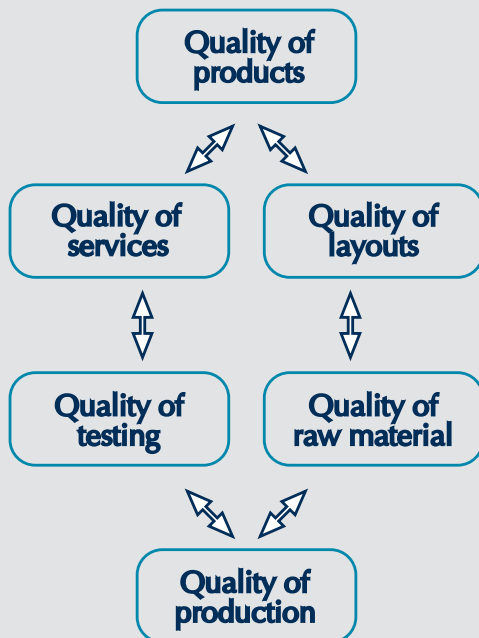 Quality of
products
Quality of
services
Quality of
layouts
Quality of
testing
Quality of
raw material
Quality of
production